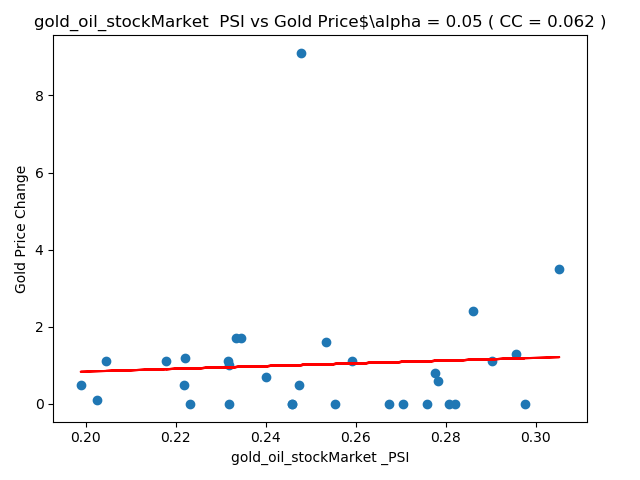 gold_oil_stockMarket  PSI vs Gold Price$\alpha = 0.05 ( CC = 0.062 )
Gold Price Change
8
6
4
2
0
0.20 0.22 0.24 0.26 0.28 0.30
gold_oil_stockMarket _PSI